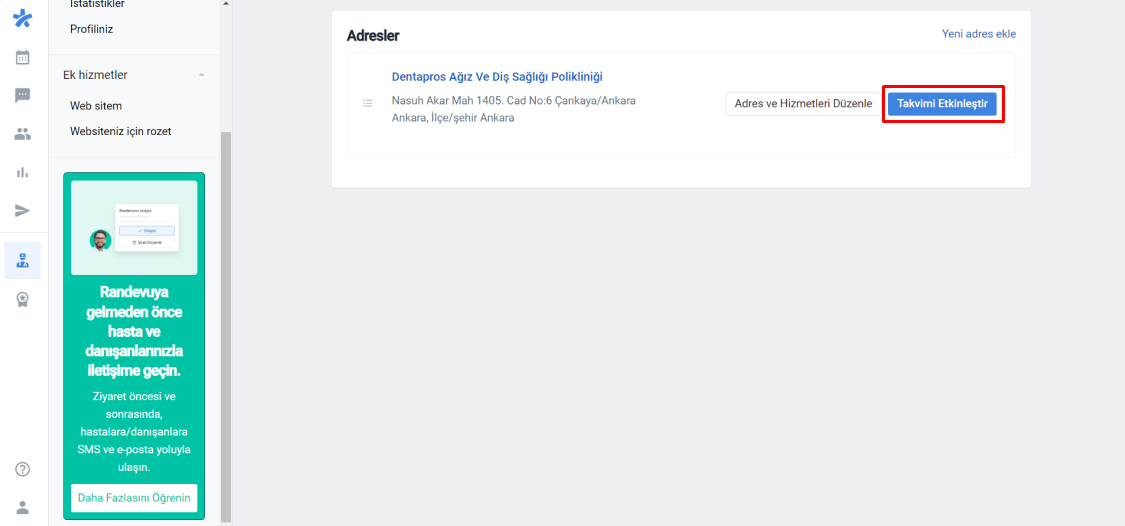 İstatistikler
Profiliniz
Ek hizmetler
Web sitem
Websiteniz için rozet
Randevuyu onayla
Onayla
İptal/Düzenle
Randevuya
gelmeden önce
hasta ve
danışanlarınızla
iletişime geçin.
Ziyaret öncesi ve
sonrasında,
hastalara/danışanlara
SMS ve e-posta yoluyla
ulaşın.
Daha Fazlasını Öğrenin
Adresler
Yeni adres ekle
Dentapros Ağız Ve Diş Sağlığı Polikliniği
Nasuh Akar Mah 1405. Cad No:6 Çankaya/Ankara
Ankara, İlçe/şehir Ankara
Adres ve Hizmetleri Düzenle
Takvimi Etkinleştir